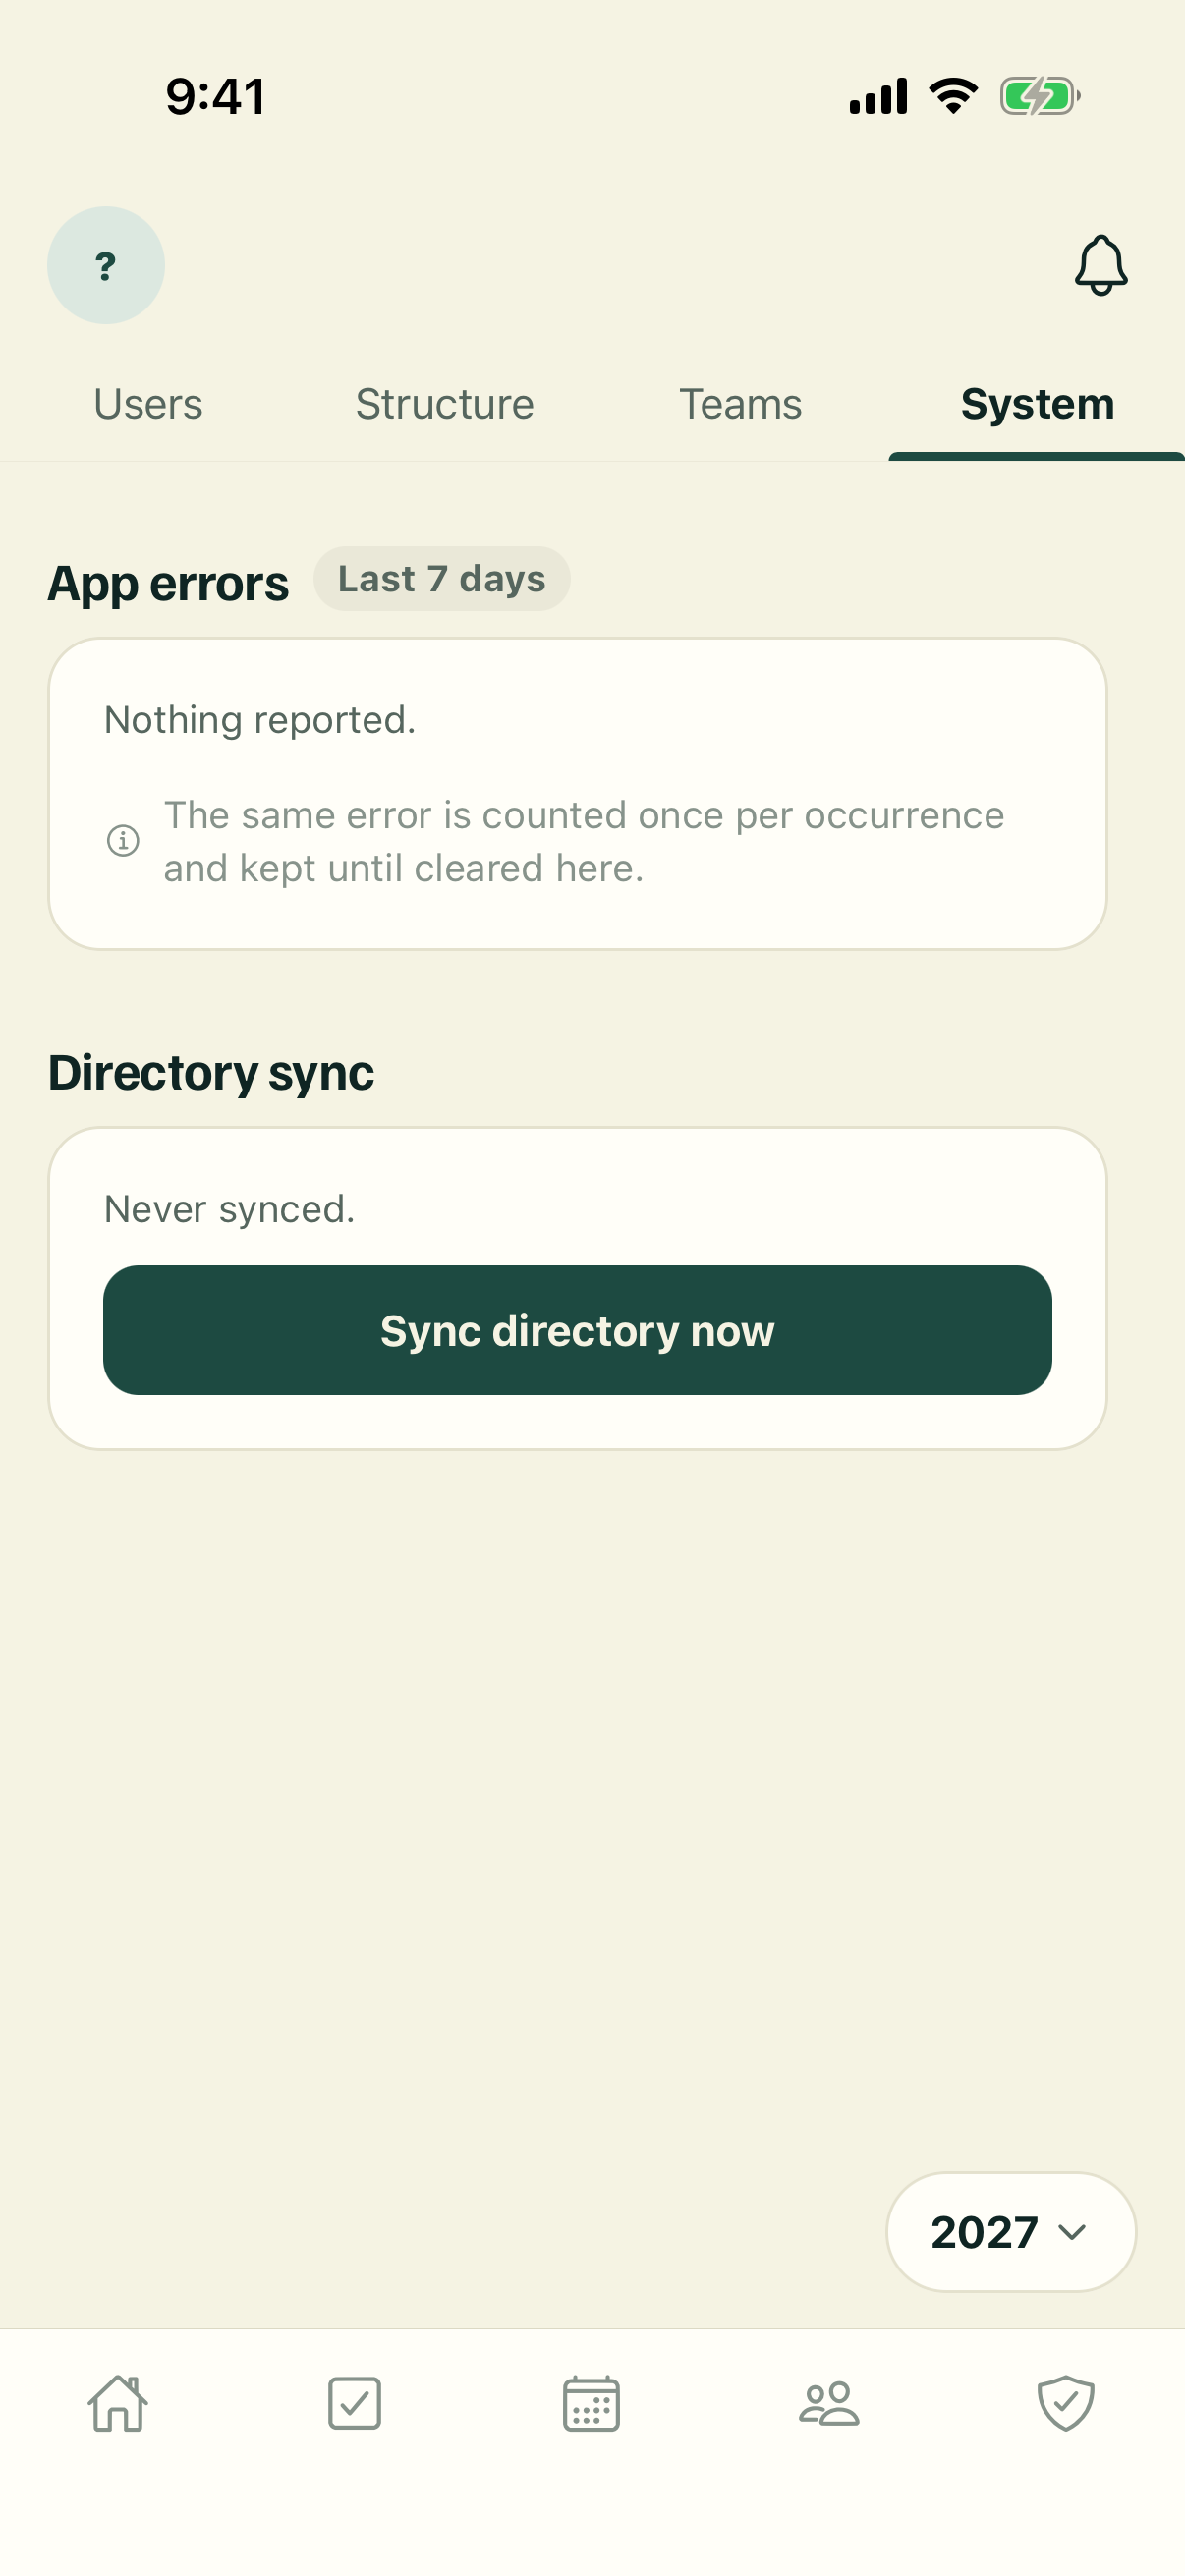 9:41
?
Users Structure Teams System
App errors Last 7 days
Nothing reported.
The same error is counted once per occurrence
and kept until cleared here.
Directory sync
Never synced.
Sync directory now
2027